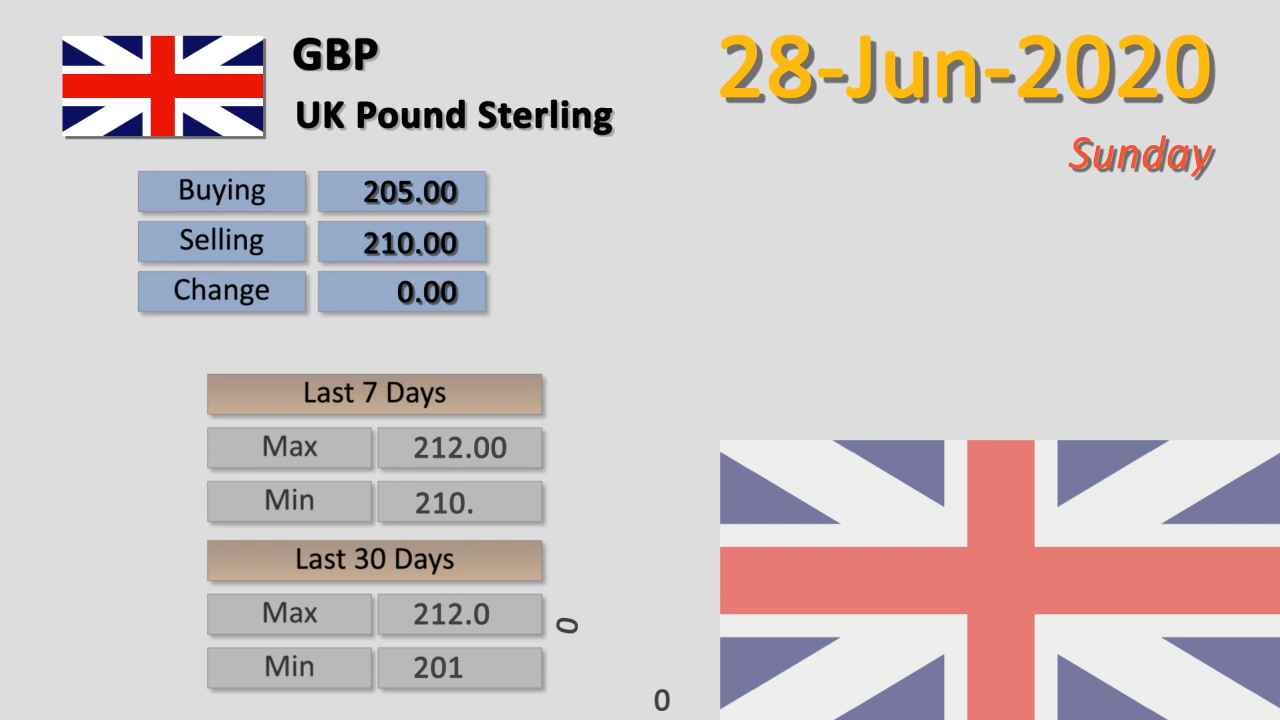 GBP
UK Pound Sterling
28-Jun-2020
Sunday
Buying 205.00
Selling 210.00
Change 0.00
Last 7 Days
Max 212.00
Min 210.
Last 30 Days
Max 212.0
0
Min 201
0